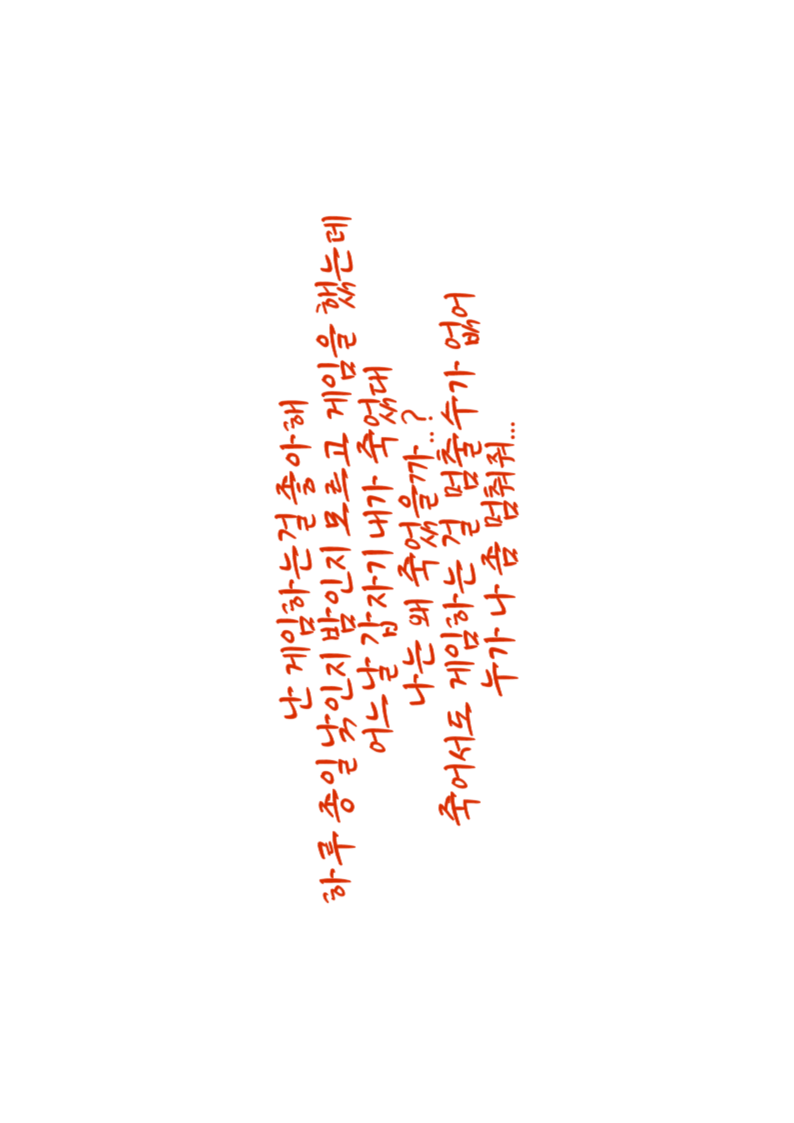 난 게임하는걸 좋아해
하루 종일 낮인지 밤인지 모르고 게임을 했는데
어느날 갑자기 내가 죽었대
나는 왜 죽었을까..?
죽어서도 게임하는 걸 멈출수가 없어
누가 나 좀 멈춰줘...